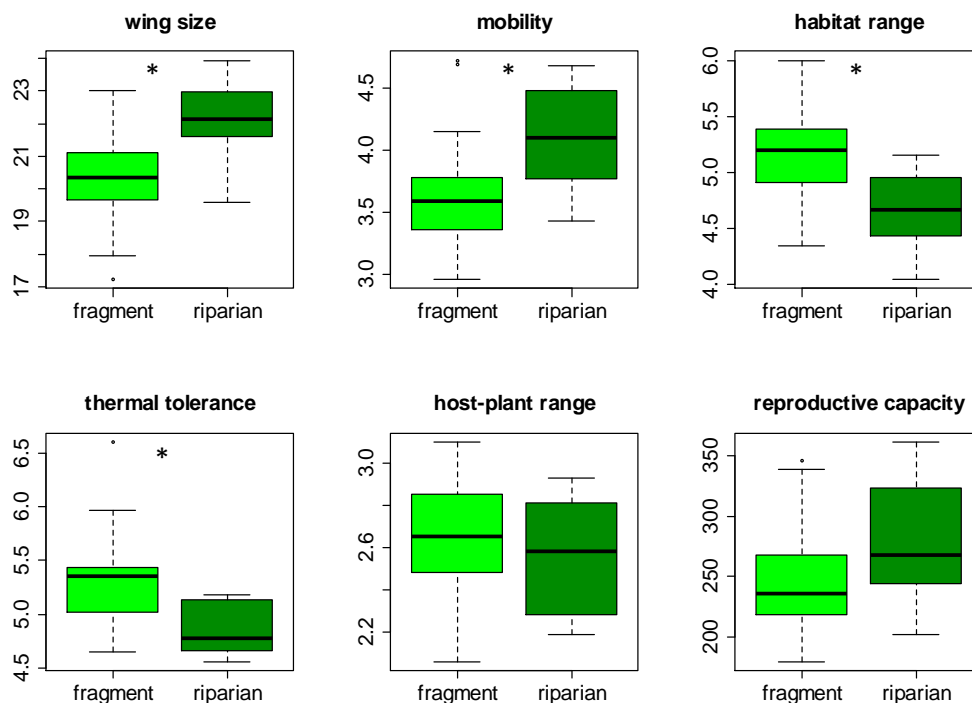 wing size
*
23
21
19
17
fragment
riparian
mobility
*
4.5
4.0
3.5
3.0
fragment
riparian
habitat range
*
6.0
5.5
5.0
4.5
4.0
fragment
riparian
thermal tolerance
*
6.5
6.0
5.5
5.0
4.5
fragment
riparian
host-plant range
3.0
2.6
2.2
fragment
riparian
reproductive capacity
350
300
250
200
fragment
riparian